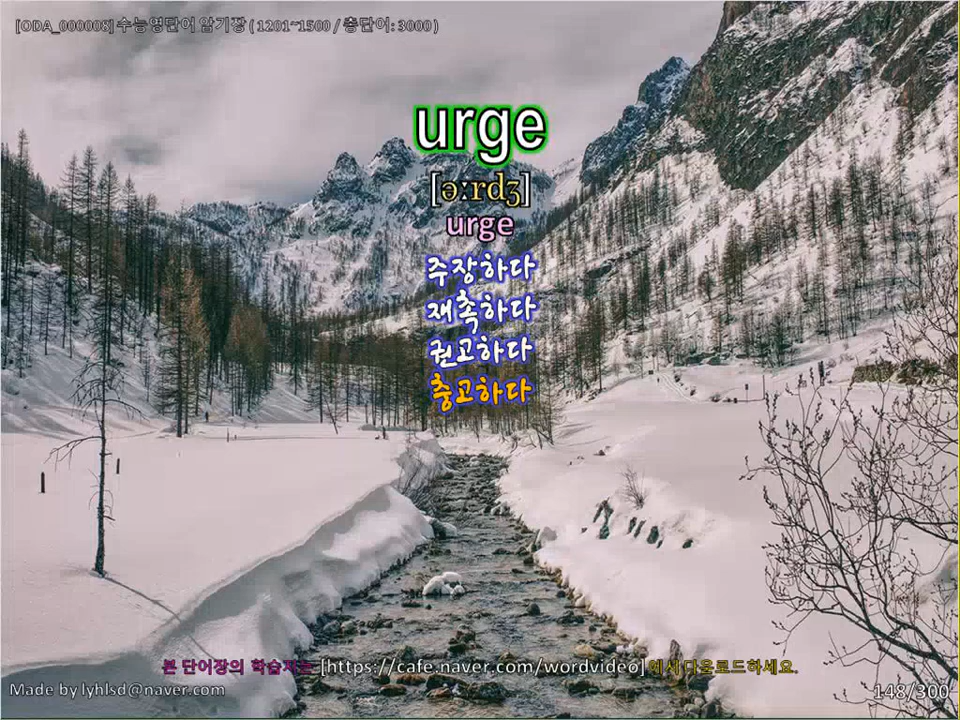 [ODA_000008] 수능영단어 암기장 ( 1201~1500 / 총단어: 3000 )
urge
[əːrdʒ]
urge
주장하다
재촉하다
권고하다
충고하다
본 단어장의 학습지는 [https://cafe.naver.com/wordvideo] 에서 다운로드하세요.
Made by lyhlsd@naver.com
148/300